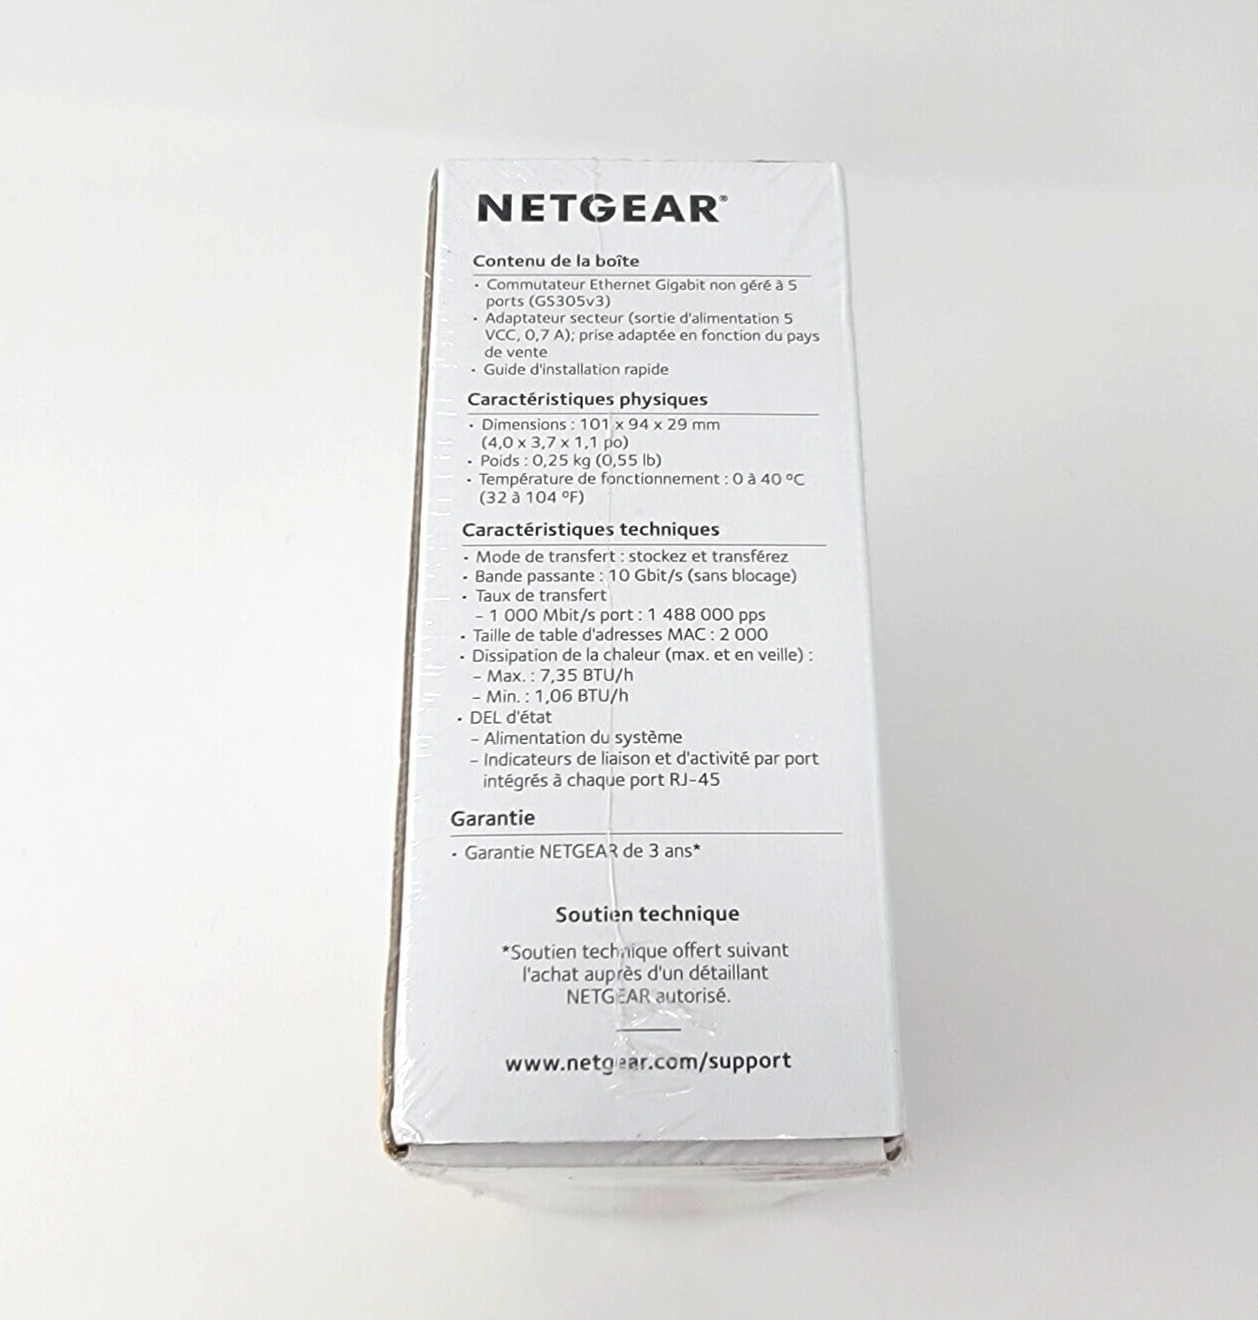 NETGEAR®
Contenu de la boîte
• Commutateur Ethernet Gigabit non géré à 5
ports (GS305v3)
• Adaptateur secteur (sortie d'alimentation 5
VCC, 0,7 A); prise adaptée en fonction du pays
de vente
• Guide d'installation rapide
Caractéristiques physiques
• Dimensions : 101 x 94 x 29 mm
(4,0 x 3,7 x 1,1 po)
• Poids : 0,25 kg (0,55 lb)
• Température de fonctionnement : 0 à 40 ºC
(32 à 104 ºF)
Caractéristiques techniques
• Mode de transfert : stockez et transférez
• Bande passante : 10 Gbit/s (sans blocage)
• Taux de transfert
– 1 000 Mbit/s port : 1 488 000 pps
• Taille de table d'adresses MAC : 2 000
• Dissipation de la chaleur (max. et en veille) :
– Max. : 7,35 BTU/h
– Min. : 1,06 BTU/h
• DEL d'état
– Alimentation du système
– Indicateurs de liaison et d'activité par port
intégrés à chaque port RJ-45
Garantie
• Garantie NETGEAR de 3 ans*
Soutien technique
*Soutien technique offert suivant
l'achat auprès d'un détaillant
NETGEAR autorisé.
www.netgear.com/support